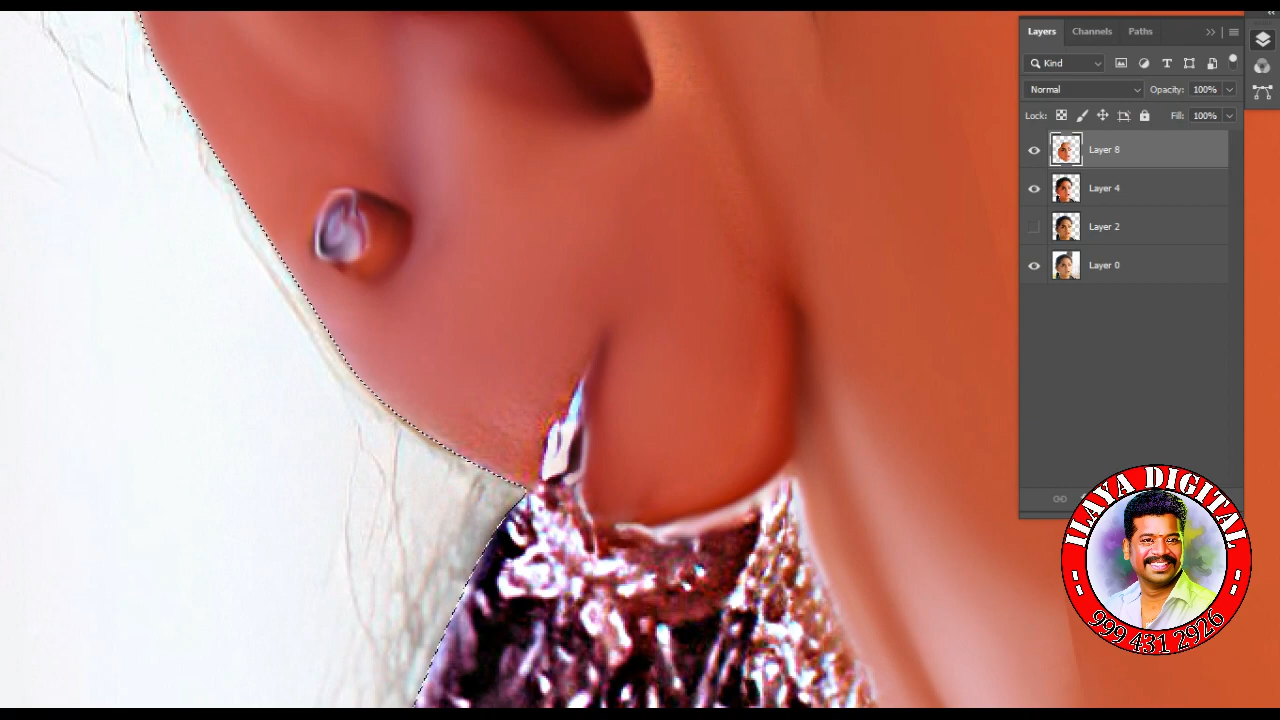 Layers Channels Paths
Kind
Normal Opacity: 100%
Lock: Fill: 100%
Layer 8
Layer 4
Layer 2
Layer 0
ILAYA DIGITAL
999 431 2926